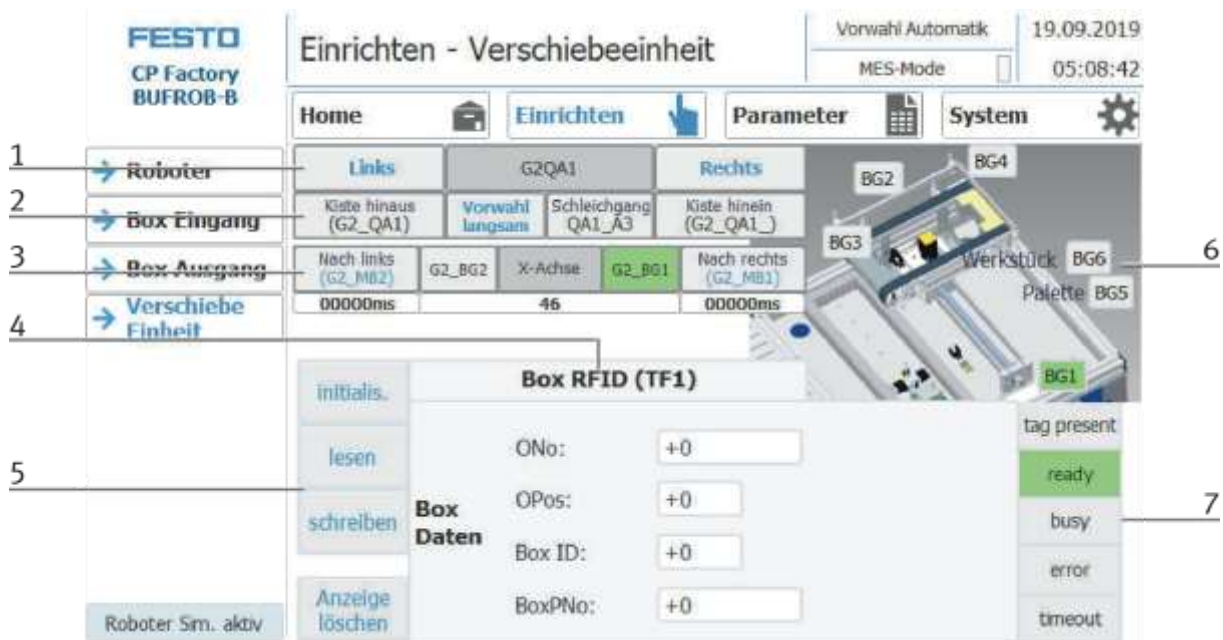 FESTO
CP Factory
BUFROB-B
Einrichten - Verschiebeeinheit
Vorwahl Automatik
MES-Mode
19.09.2019
05:08:42
Home
Einrichten
Parameter
System
1
2
3
4
5
6
7
Roboter
Box Eingang
Box Ausgang
Verschiebe
Einheit
Links
G2QA1
Rechts
Kiste hinaus
(G2_QA1)
Vorwahl
langsam
Schleichgang
QA1_A3
Kiste hinein
(G2_QA1_)
Nach links
(G2_MB2)
G2_BG2
X-Achse
G2_BG1
Nach rechts
(G2_MB1)
00000ms
46
00000ms
BG4
BG2
BG3
Werkstück BG6
Palette BG5
BG1
initialis.
lesen
schreiben
Anzeige
löschen
Box RFID (TF1)
Box
Daten
ONo: +0
OPos: +0
Box ID: +0
BoxPNo: +0
tag present
ready
busy
error
timeout
Roboter Sim. aktiv